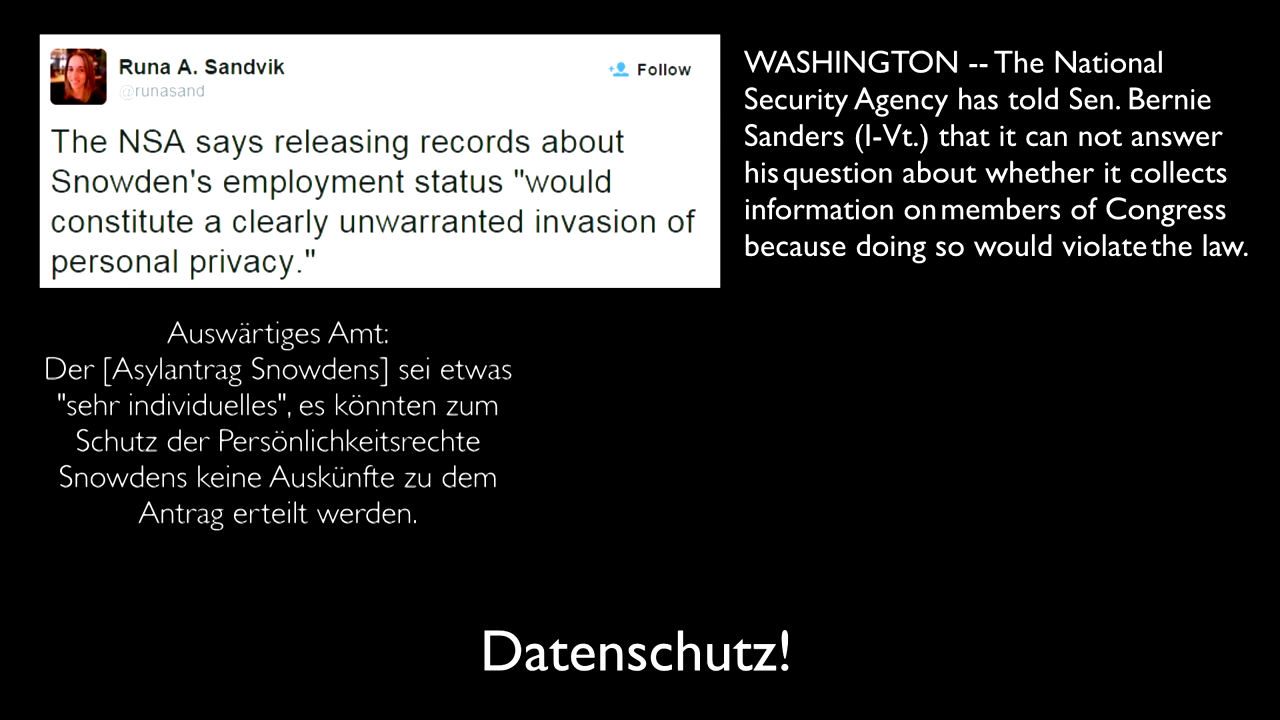 Runa A. Sandvik
@runasand
Follow
The NSA says releasing records about
Snowden's employment status "would
constitute a clearly unwarranted invasion of
personal privacy."
WASHINGTON -- The National
Security Agency has told Sen. Bernie
Sanders (I-Vt.) that it can not answer
his question about whether it collects
information on members of Congress
because doing so would violate the law.
Auswärtiges Amt:
Der [Asylantrag Snowdens] sei etwas
"sehr individuelles", es könnten zum
Schutz der Persönlichkeitsrechte
Snowdens keine Auskünfte zu dem
Antrag erteilt werden.
Datenschutz!